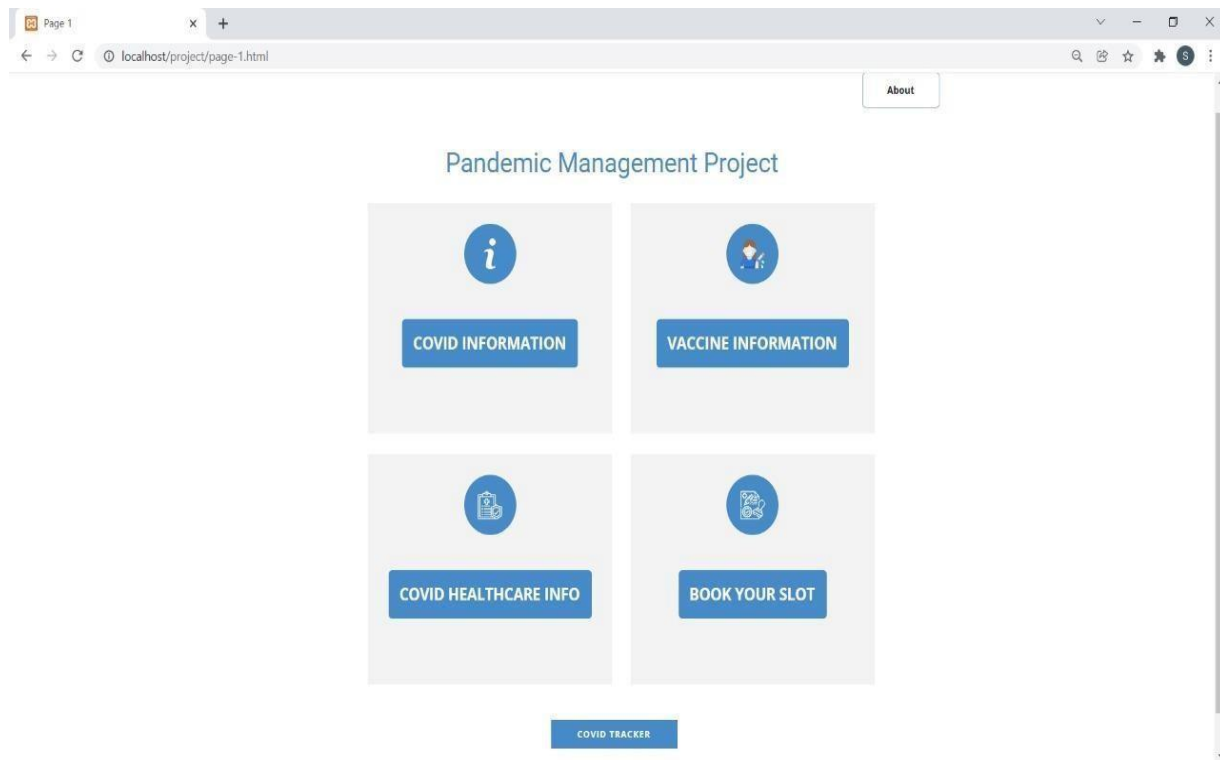 Page 1
localhost/project/page-1.html
S
About
Pandemic Management Project
COVID INFORMATION
VACCINE INFORMATION
COVID HEALTHCARE INFO
BOOK YOUR SLOT
COVID TRACKER